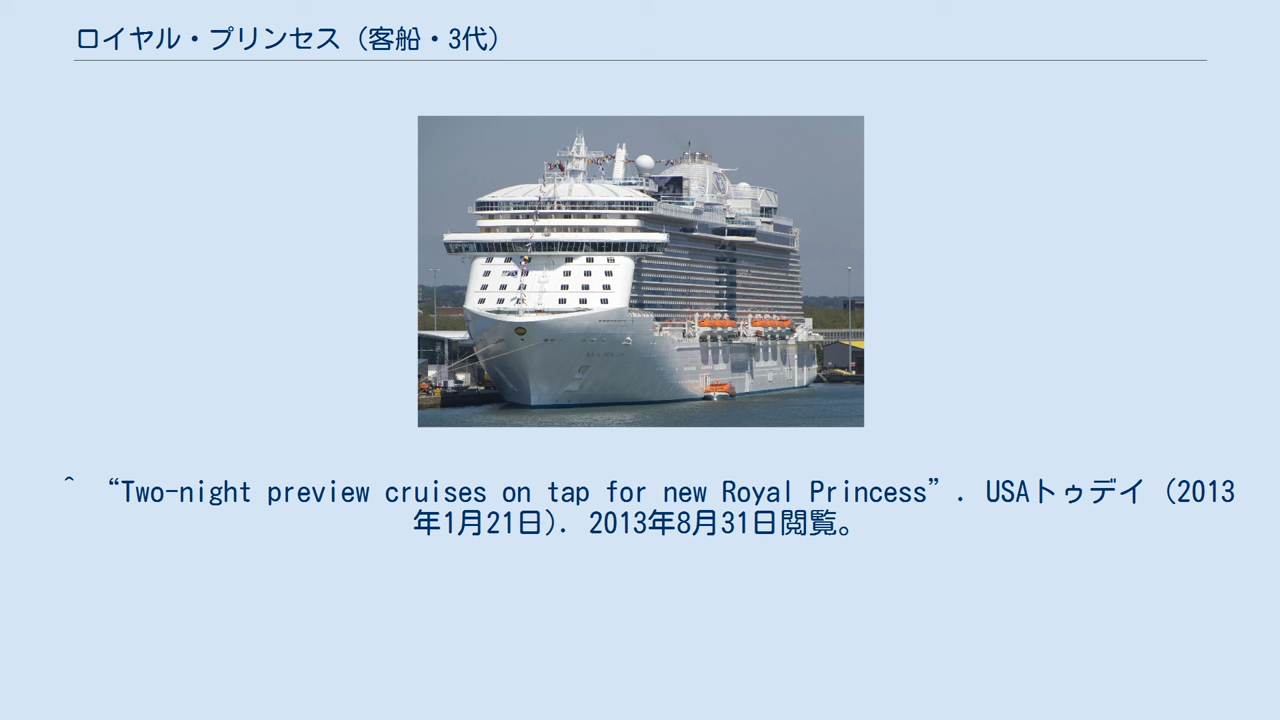 ロイヤル・プリンセス（客船・3代）
^ “Two-night preview cruises on tap for new Royal Princess”. USAトゥデイ (2013
年1月21日). 2013年8月31日閲覧。